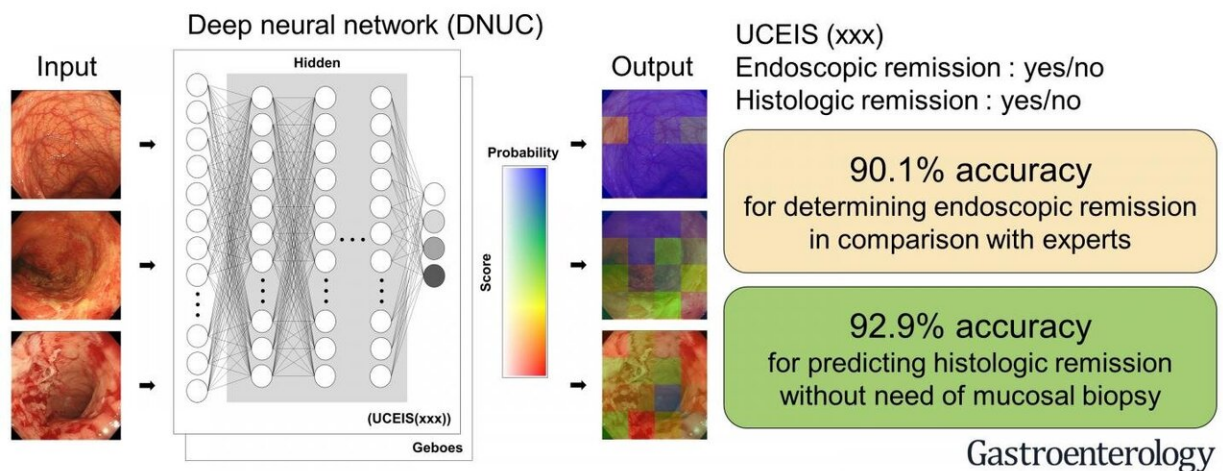 Deep neural network (DNUC)
Input
Hidden
(UCEIS(xxx))
Geboes
Probability
Score
Output
UCEIS (xxx)
Endoscopic remission : yes/no
Histologic remission : yes/no
90.1% accuracy
for determining endoscopic remission
in comparison with experts
92.9% accuracy
for predicting histologic remission
without need of mucosal biopsy
Gastroenterology